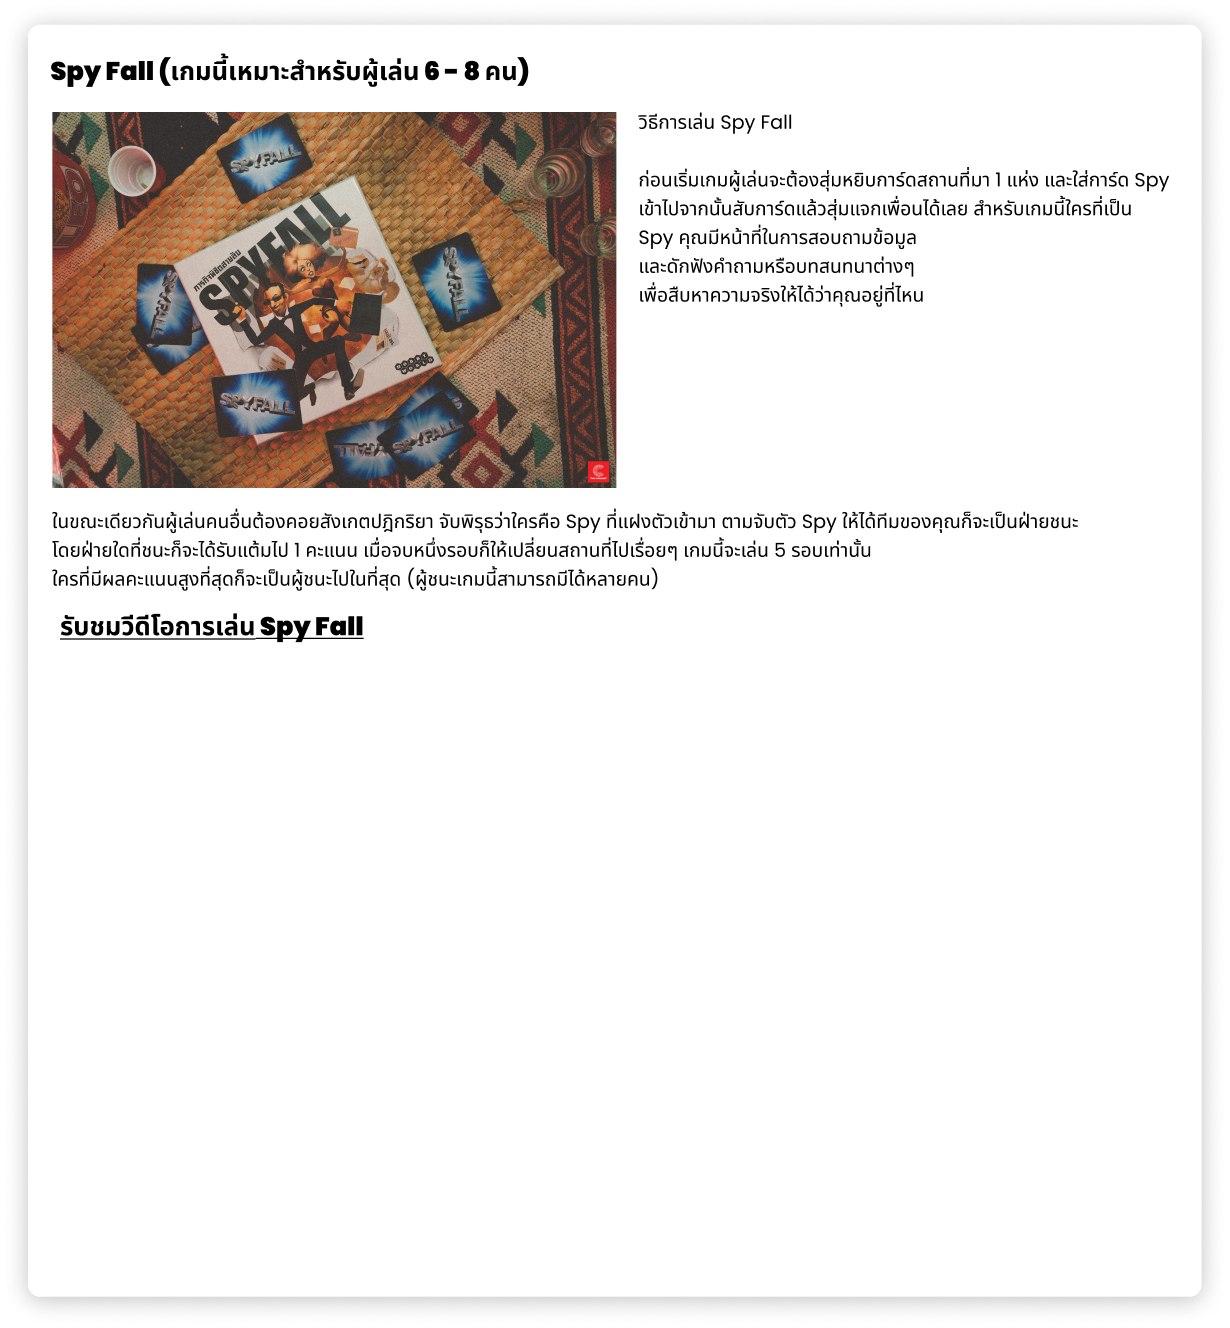 Spy Fall (เกมนี้เหมาะสำหรับผู้เล่น 6 – 8 คน)
SPYFALL
ภารกิจพิชิตสายลับ
SPYFALL
SPYFALL
SPYFALL
SPYFALL
SPYFALL
วิธีการเล่น Spy Fall
ก่อนเริ่มเกมผู้เล่นจะต้องสุ่มหยิบการ์ดสถานที่มา 1 แห่ง และใส่การ์ด Spy
เข้าไปจากนั้นสับการ์ดแล้วสุ่มแจกเพื่อนได้เลย สำหรับเกมนี้ใครที่เป็น
Spy คุณมีหน้าที่ในการสอบถามข้อมูล
และดักฟังคำถามหรือบทสนทนาต่างๆ
เพื่อสืบหาความจริงให้ได้ว่าคุณอยู่ที่ไหน
ในขณะเดียวกันผู้เล่นคนอื่นต้องคอยสังเกตปฎิกริยา จับพิรุธว่าใครคือ Spy ที่แฝงตัวเข้ามา ตามจับตัว Spy ให้ได้ทีมของคุณก็จะเป็นฝ่ายชนะ
โดยฝ่ายใดที่ชนะก็จะได้รับแต้มไป 1 คะแนน เมื่อจบหนึ่งรอบก็ให้เปลี่ยนสถานที่ไปเรื่อยๆ เกมนี้จะเล่น 5 รอบเท่านั้น
ใครที่มีผลคะแนนสูงที่สุดก็จะเป็นผู้ชนะไปในที่สุด (ผู้ชนะเกมนี้สามารถมีได้หลายคน)
รับชมวีดีโอการเล่น Spy Fall